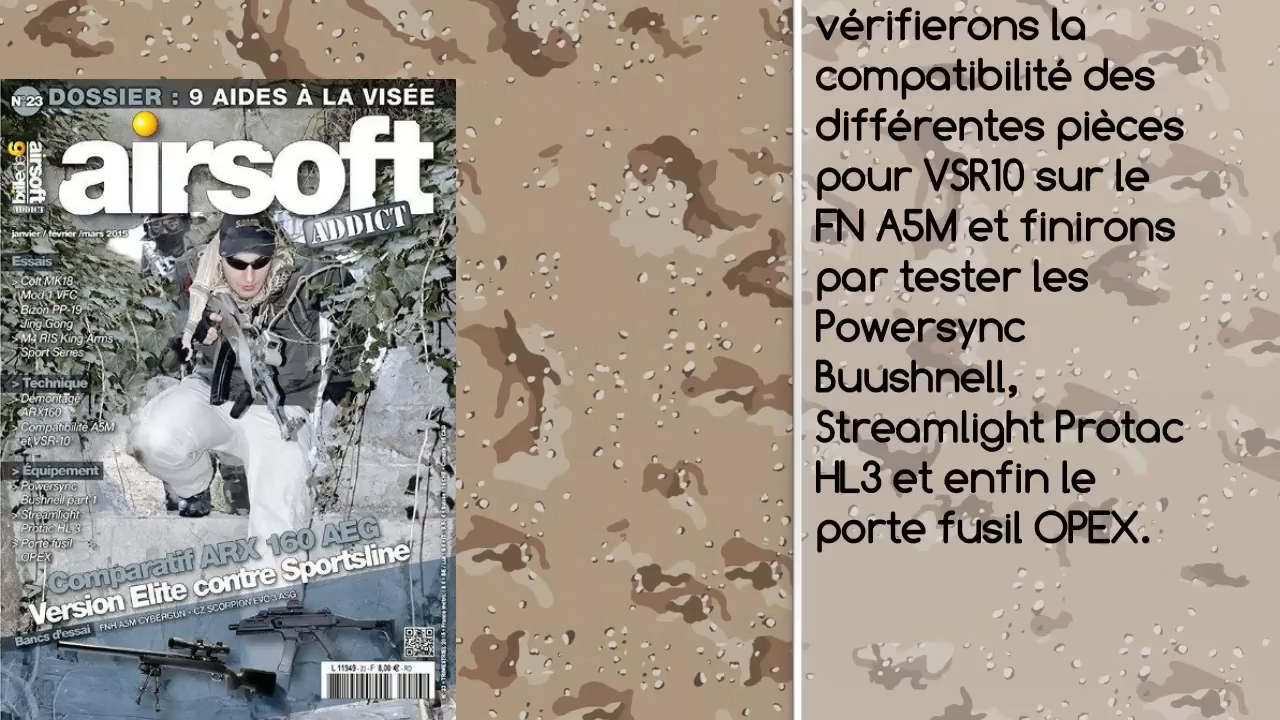 N°23 DOSSIER : 9 AIDES À LA VISÉE
airsoft
ADDICT
airsoft
ADDICT
janvier / février /mars 2015
Essais
> Colt MK18
Mod 1 VFC
> Bizon PP-19
Jing Gong
> M4 RIS King Arms
Sport Series
> Technique
> Démontage
ARX160
> Compatibilité A5M
et VSR-10
> Équipement
> Powersync
Bushnell part 1
> Streamlight
Protac HL 3
> Porte fusil
OPEX
> Comparatif ARX 160 AEG
Version Elite contre Sportsline
Bancs d'essai FNH A5M CYBERGUN • CZ SCORPION EVO 3 ASG
L 11949 - 23 - F 8,00 € - RD
vérifierons la
compatibilité des
différentes pièces
pour VSR10 sur le
FN A5M et finirons
par tester les
Powersync
Buushnell,
Streamlight Protac
HL3 et enfin le
porte fusil OPEX.